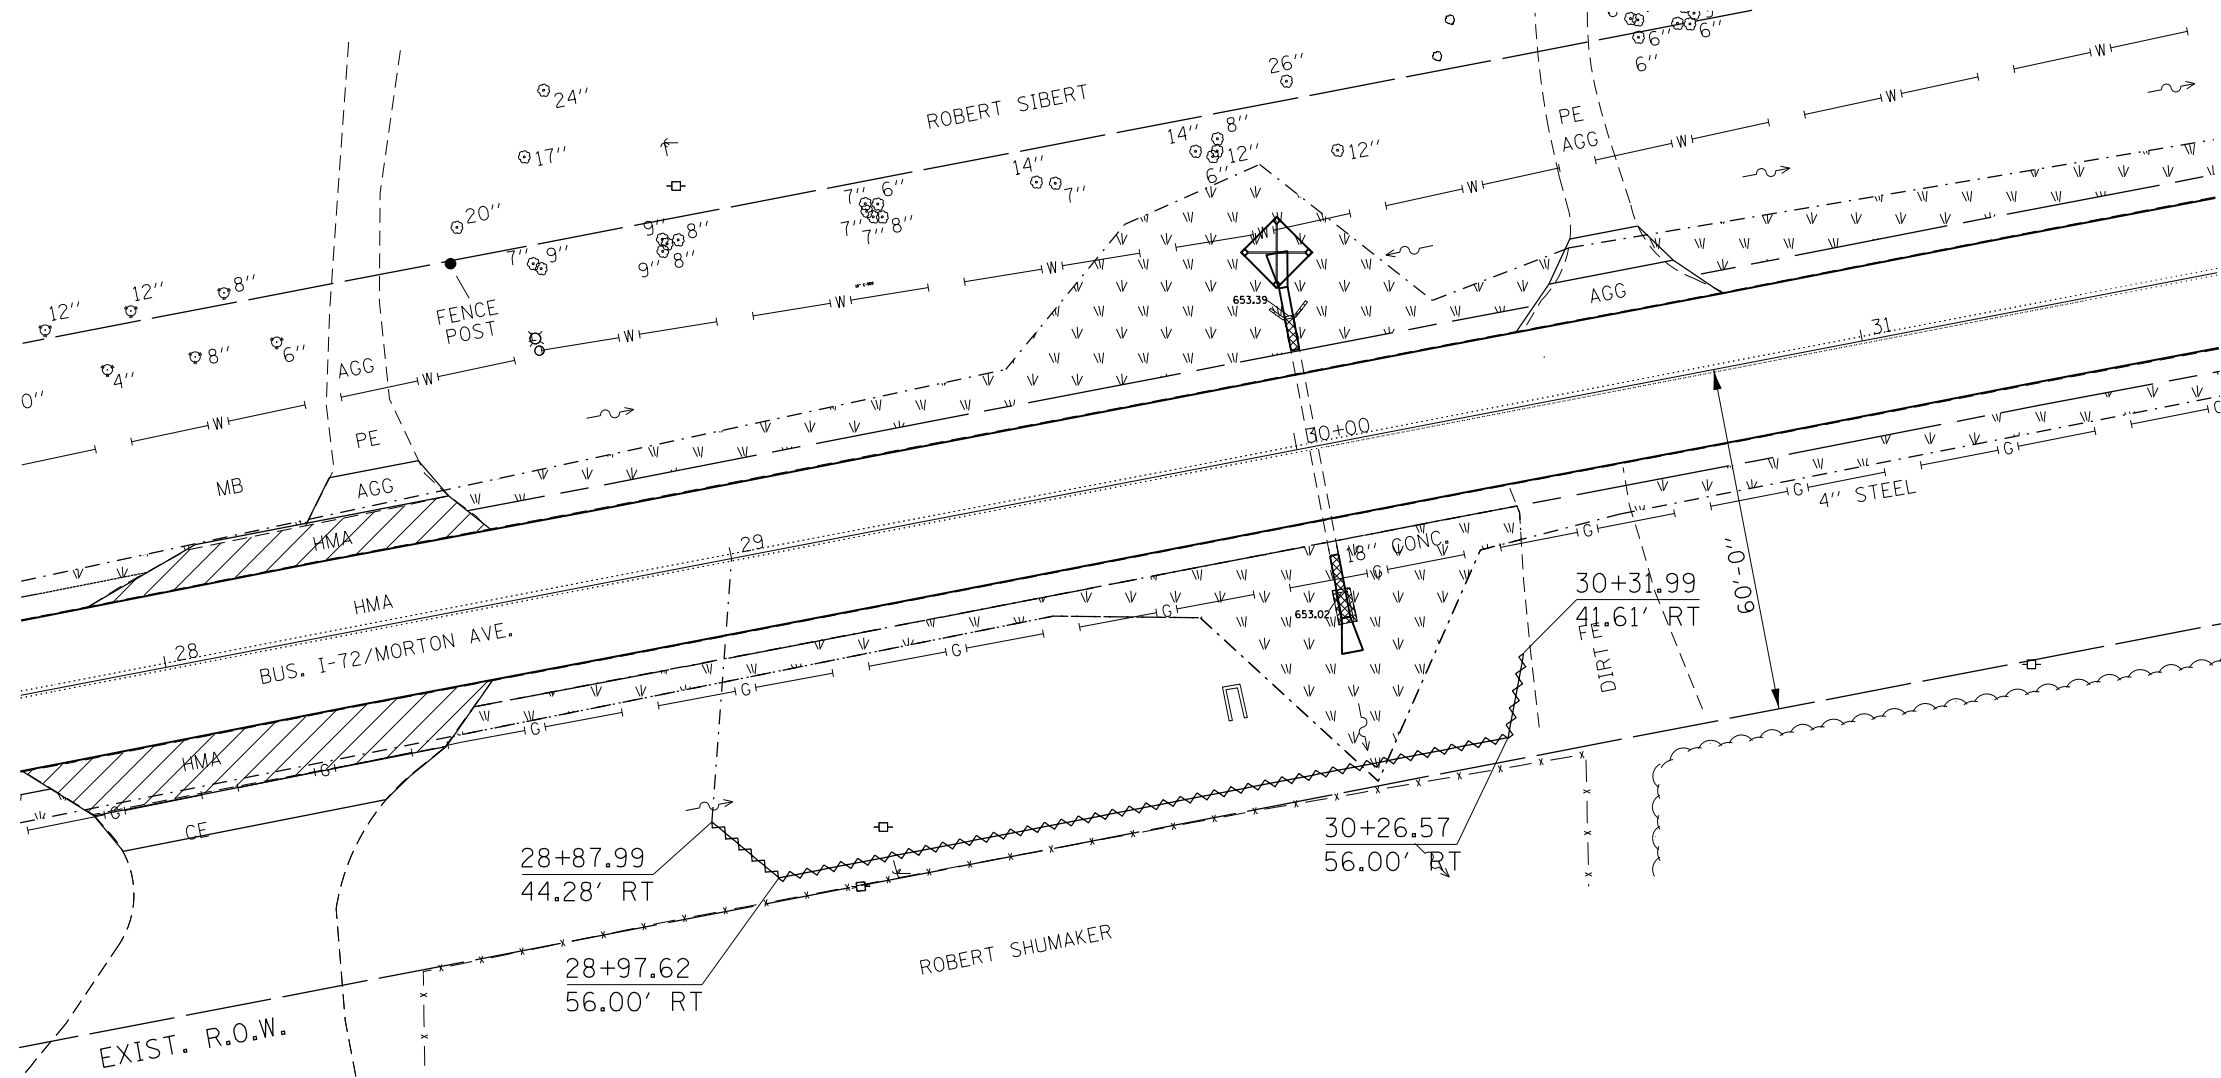 6''
6''
6''
26''
24''
ROBERT SIBERT
W
W
PE
AGG
14''
8''
12''
6''
12''
W
17''
14''
7''
W
7''
6''
7''
7''
8''
20''
9''
8''
9''
8''
W
7''
9''
W
653.39
12''
12''
8''
FENCE
POST
W
AGG
31
4''
8''
6''
W
AGG
0''
W
W
PE
30+00
MB
AGG
G
G
4'' STEEL
HMA
29
18'' CONC.
G
G
60'-0''
30+31.99
41.61' RT
HMA
G
653.02
FE
DIRT
28
BUS. I-72/MORTON AVE.
G
G
G
HMA
G
G
CE
30+26.57
56.00' RT
28+87.99
44.28' RT
28+97.62
56.00' RT
ROBERT SHUMAKER
EXIST. R.O.W.